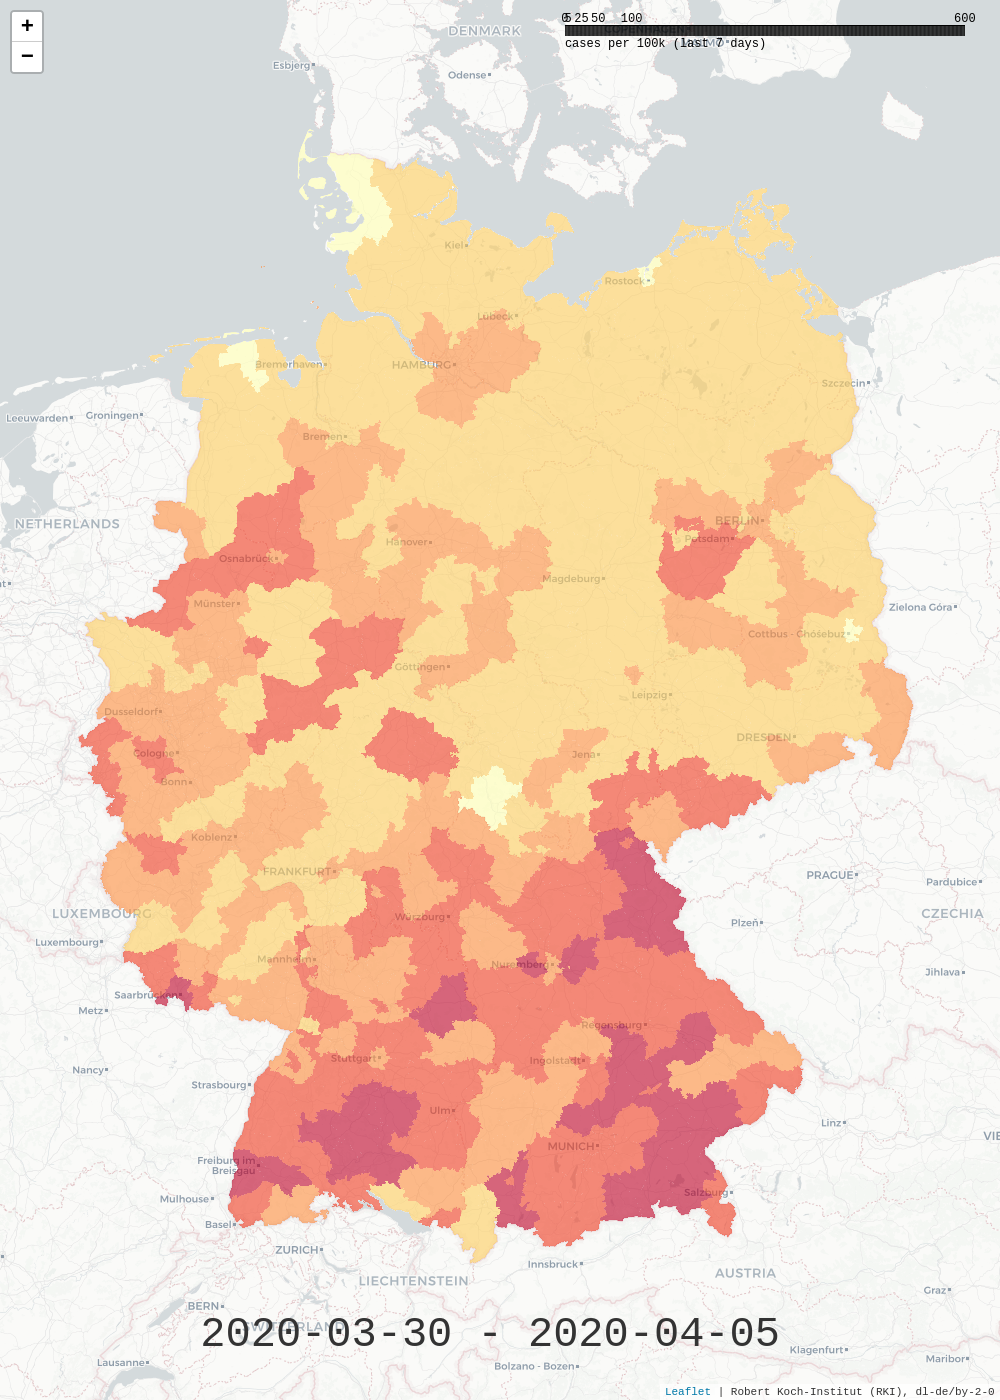 +
−
0 5 25 50 100 600
cases per 100k (last 7 days)
DENMARK
Esbjerg
Odense
Kiel
Rostock
Lübeck
Bremerhaven
HAMBURG
Szczecin
Leeuwarden
Groningen
Bremen
NETHERLANDS
BERLIN
Hanover
Potsdam
Osnabrück
Magdeburg
Münster
Zielona Góra
Cottbus - Chóśebuz
Göttingen
Leipzig
Dusseldorf
DRESDEN
Cologne
Jena
Bonn
Koblenz
FRANKFURT
PRAGUE
Pardubice
LUXEMBOURG
Würzburg
CZECHIA
Plzeň
Luxembourg
Mannheim
Nuremberg
Jihlava
Saarbrücken
Metz
Regensburg
Stuttgart
Ingolstadt
Nancy
Strasbourg
Ulm
Linz
VIE
MUNICH
Freiburg im
Breisgau
Mulhouse
Salzburg
Basel
ZURICH
Innsbruck
AUSTRIA
LIECHTENSTEIN
Graz
BERN
SWITZERLAND
2020-03-30 - 2020-04-05
Klagenfurt
Lausanne
Bolzano - Bozen
Maribor
Leaflet | Robert Koch-Institut (RKI), dl-de/by-2-0